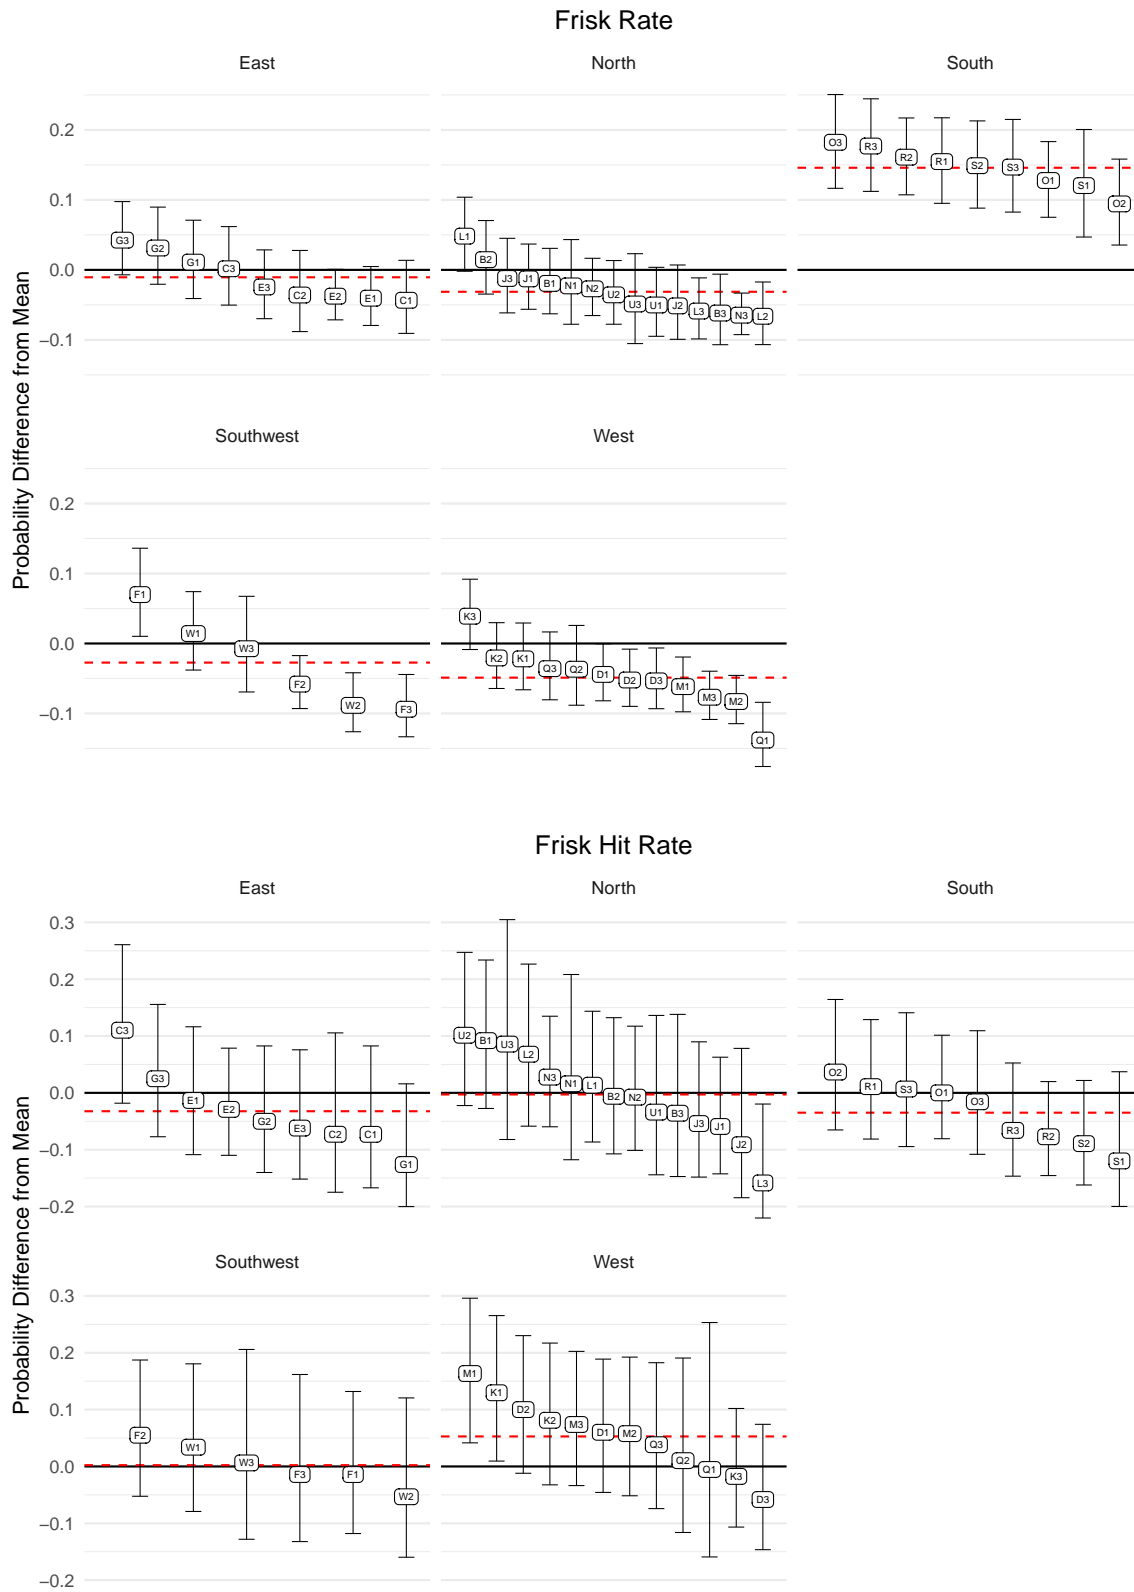 Frisk Rate
East North South
Probability Difference from Mean
0.2
0.1
0.0
−0.1
G3 G2 G1 C3 E3 C2 E2 E1 C1
L1 B2 J3 J1 B1 N1 N2 U2 U3 U1 J2 L3 B3 N3 L2
O3 R3 R2 R1 S2 S3 O1 S1 O2
Southwest West
0.2
0.1
0.0
−0.1
F1 W1 W3 F2 W2 F3
K3 K2 K1 Q3 Q2 D1 D2 D3 M1 M3 M2 Q1
Frisk Hit Rate
East North South
Probability Difference from Mean
0.3
0.2
0.1
0.0
−0.1
−0.2
C3 G3 E1 E2 G2 E3 C2 C1 G1
U2 B1 U3 L2 N3 N1 L1 B2 N2 U1 B3 J3 J1 J2 L3
O2 R1 S3 O1 O3 R3 R2 S2 S1
Southwest West
0.3
0.2
0.1
0.0
−0.1
−0.2
F2 W1 W3 F3 F1 W2
M1 K1 D2 K2 M3 D1 M2 Q3 Q2 Q1 K3 D3